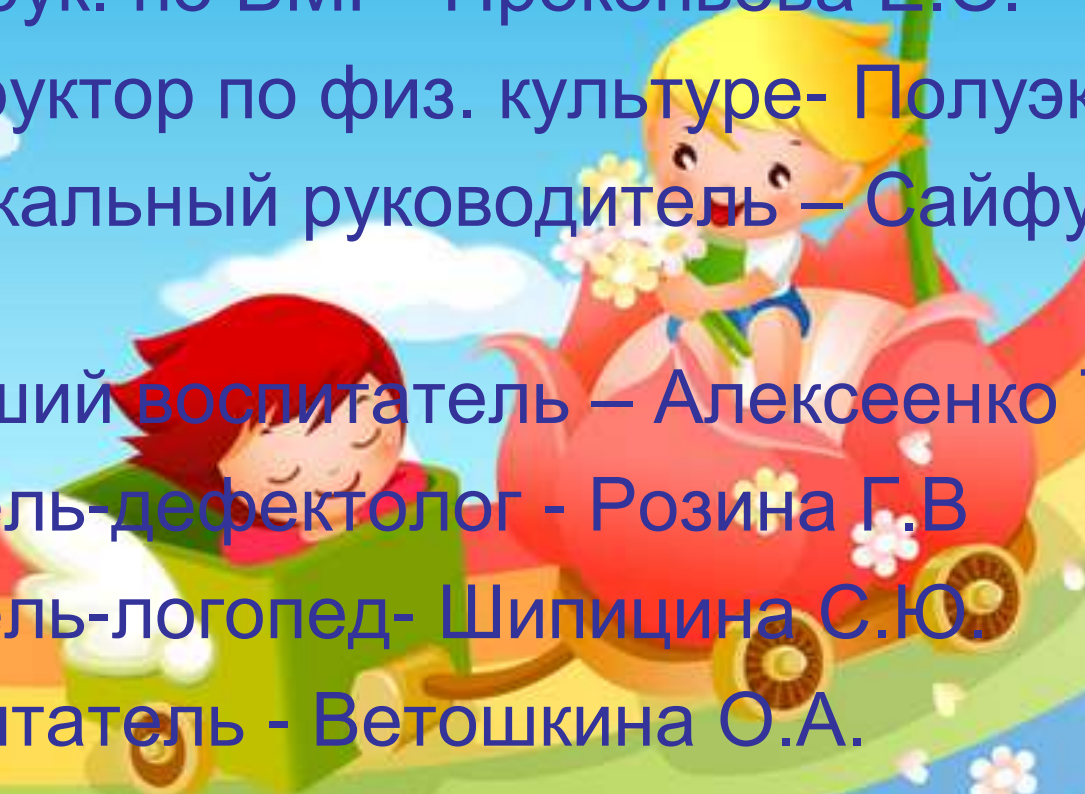 рук. по ВМР - Прокопьева Е.С.
руктор по физ. культуре- Полуэк
кальный руководитель – Сайфу
ший воспитатель – Алексеенко
ель-дефектолог - Розина Г.В
ель-логопед- Шипицина С.Ю.
итатель - Ветошкина О.А.